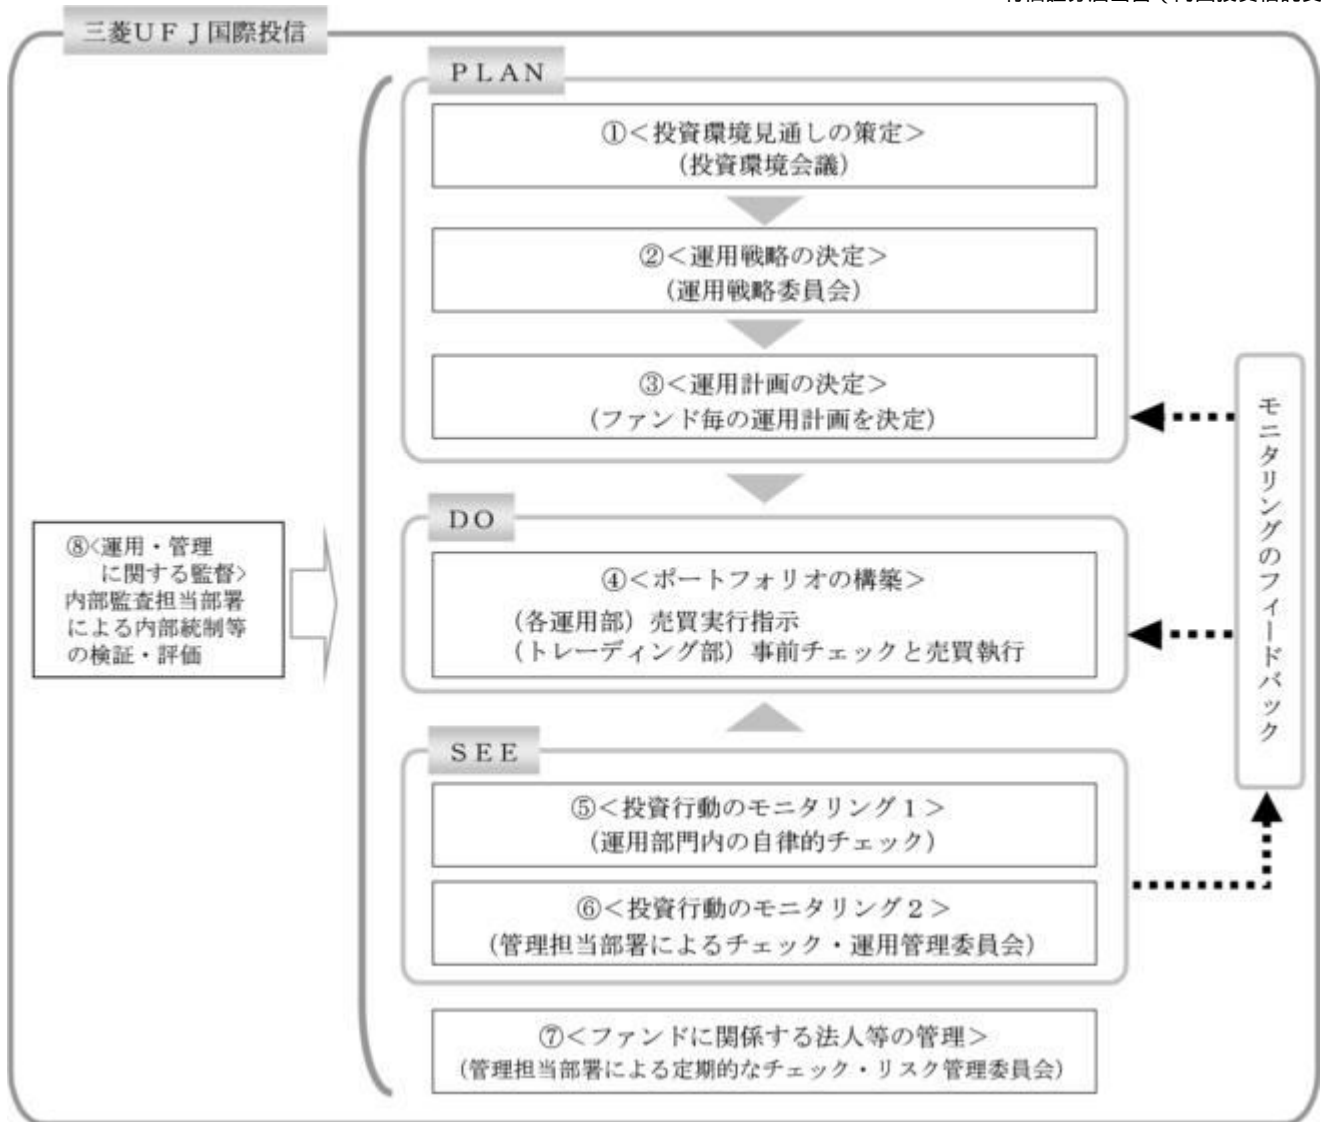 三菱UFJ国際投信
PLAN
①<投資環境見通しの策定>
(投資環境会議)
②<運用戦略の決定>
(運用戦略委員会)
③<運用計画の決定>
(ファンド毎の運用計画を決定)
DO
④<ポートフォリオの構築>
(各運用部)売買実行指示
(トレーディング部)事前チェックと売買執行
SEE
⑤<投資行動のモニタリング1>
(運用部門内の自律的チェック)
⑥<投資行動のモニタリング2>
(管理担当部署によるチェック・運用管理委員会)
⑦<ファンドに関係する法人等の管理>
(管理担当部署による定期的なチェック・リスク管理委員会)
⑧<運用・管理
に関する監督>
内部監査担当部署
による内部統制等
の検証・評価
モニタリングのフィードバック